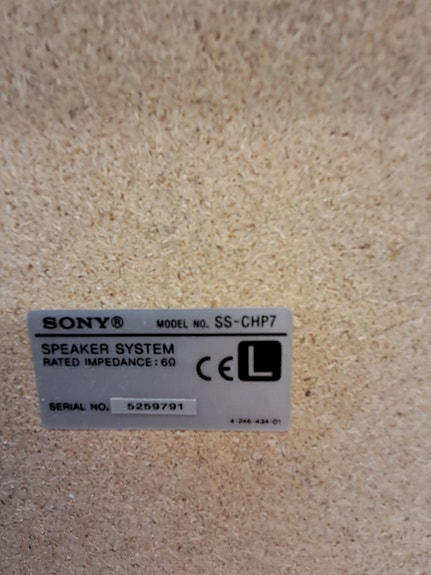 SONY® MODEL NO. SS-CHP7
SPEAKER SYSTEM
RATED IMPEDANCE: 6Ω
CE L
SERIAL NO. 5259791
4-246-434-01